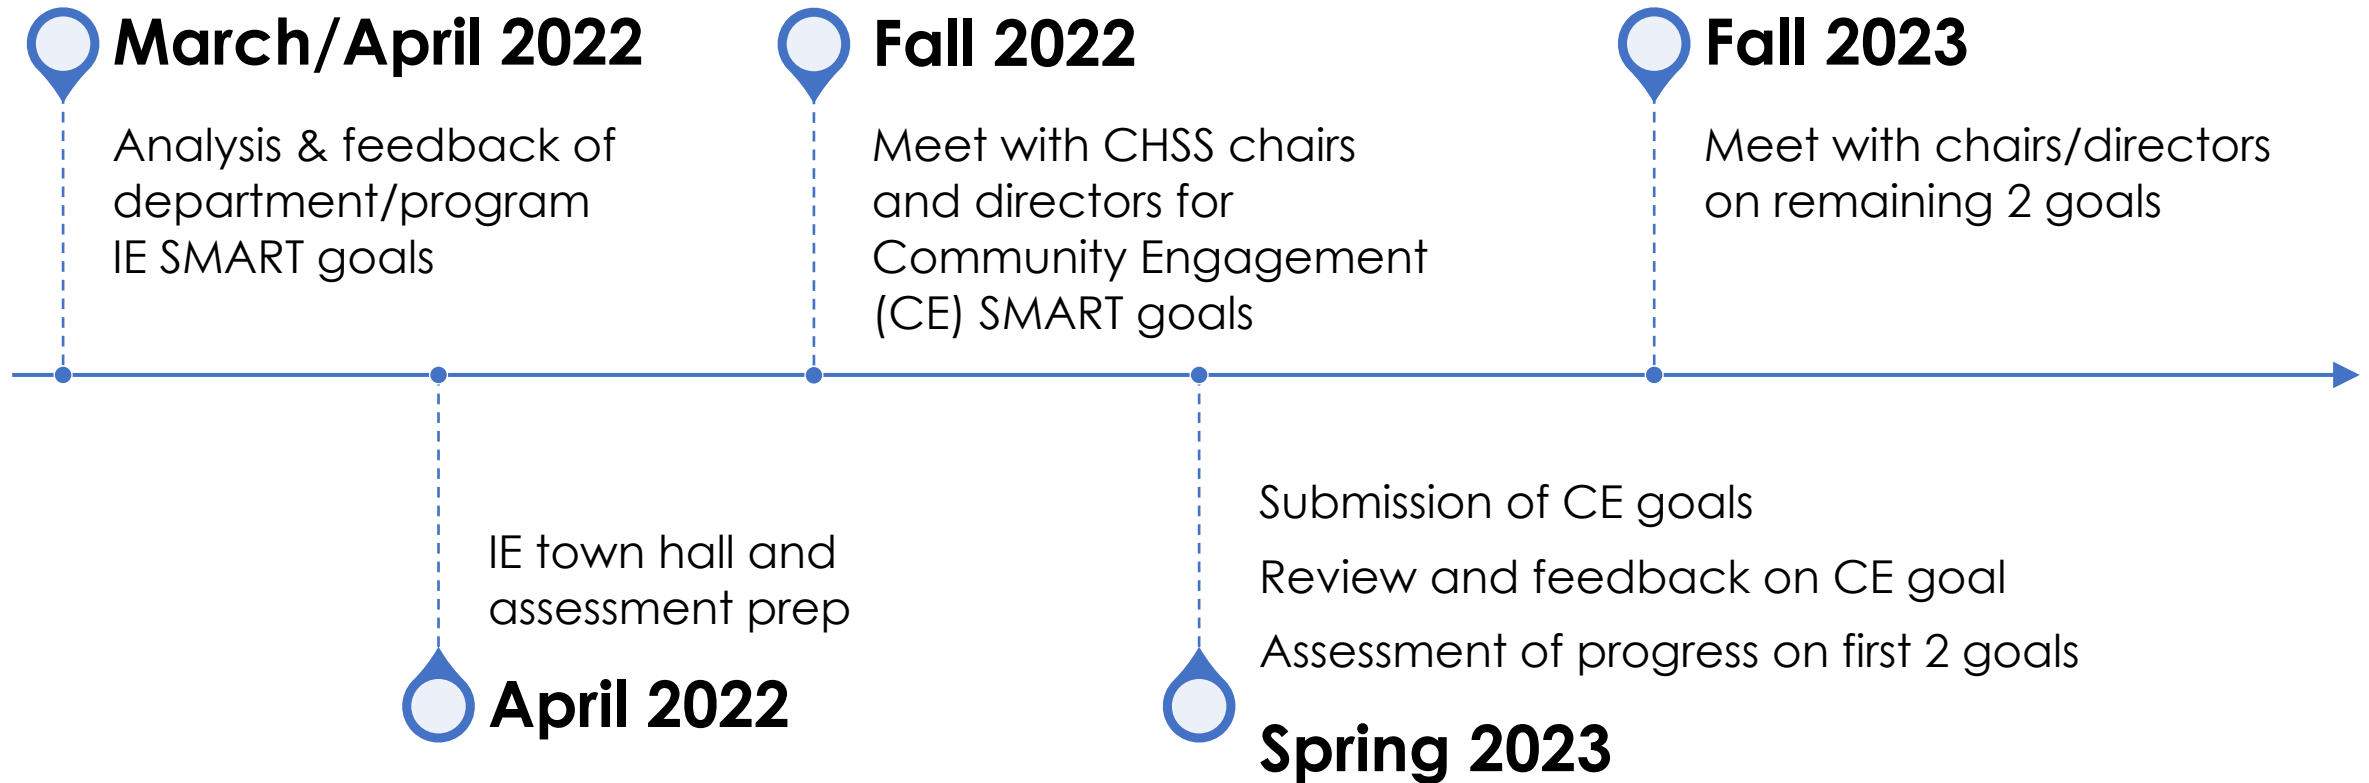 March/April 2022
Analysis & feedback of
department/program
IE SMART goals
IE town hall and
assessment prep
April 2022
Fall 2022
Meet with CHSS chairs
and directors for
Community Engagement
(CE) SMART goals
Submission of CE goals
Review and feedback on CE goal
Assessment of progress on first 2 goals
Spring 2023
Fall 2023
Meet with chairs/directors
on remaining 2 goals